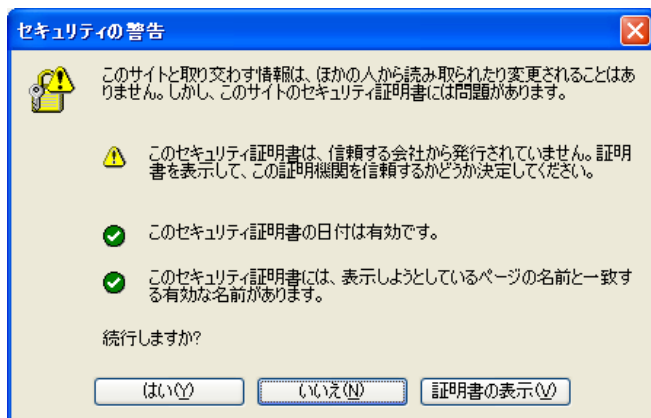 セキュリティの警告
このサイトと取り交わす情報は、ほかの人から読み取られたり変更されることはあ
りません。しかし、このサイトのセキュリティ証明書には問題があります。
このセキュリティ証明書は、信頼する会社から発行されていません。証明
書を表示して、この証明機関を信頼するかどうか決定してください。
このセキュリティ証明書の日付は有効です。
このセキュリティ証明書には、表示しようとしているページの名前と一致す
る有効な名前があります。
続行しますか?
はい(Y) いいえ(N) 証明書の表示(V)